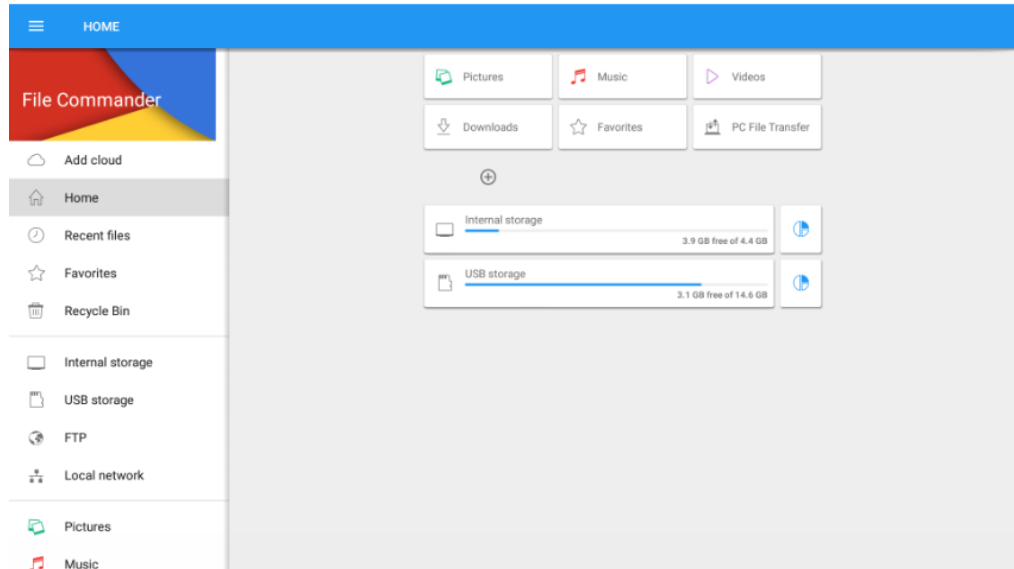 HOME
File Commander
Add cloud
Home
Recent files
Favorites
Recycle Bin
Internal storage
USB storage
FTP
Local network
Pictures
Music
Pictures
Music
Videos
Downloads
Favorites
PC File Transfer
Internal storage
3.9 GB free of 4.4 GB
USB storage
3.1 GB free of 14.6 GB